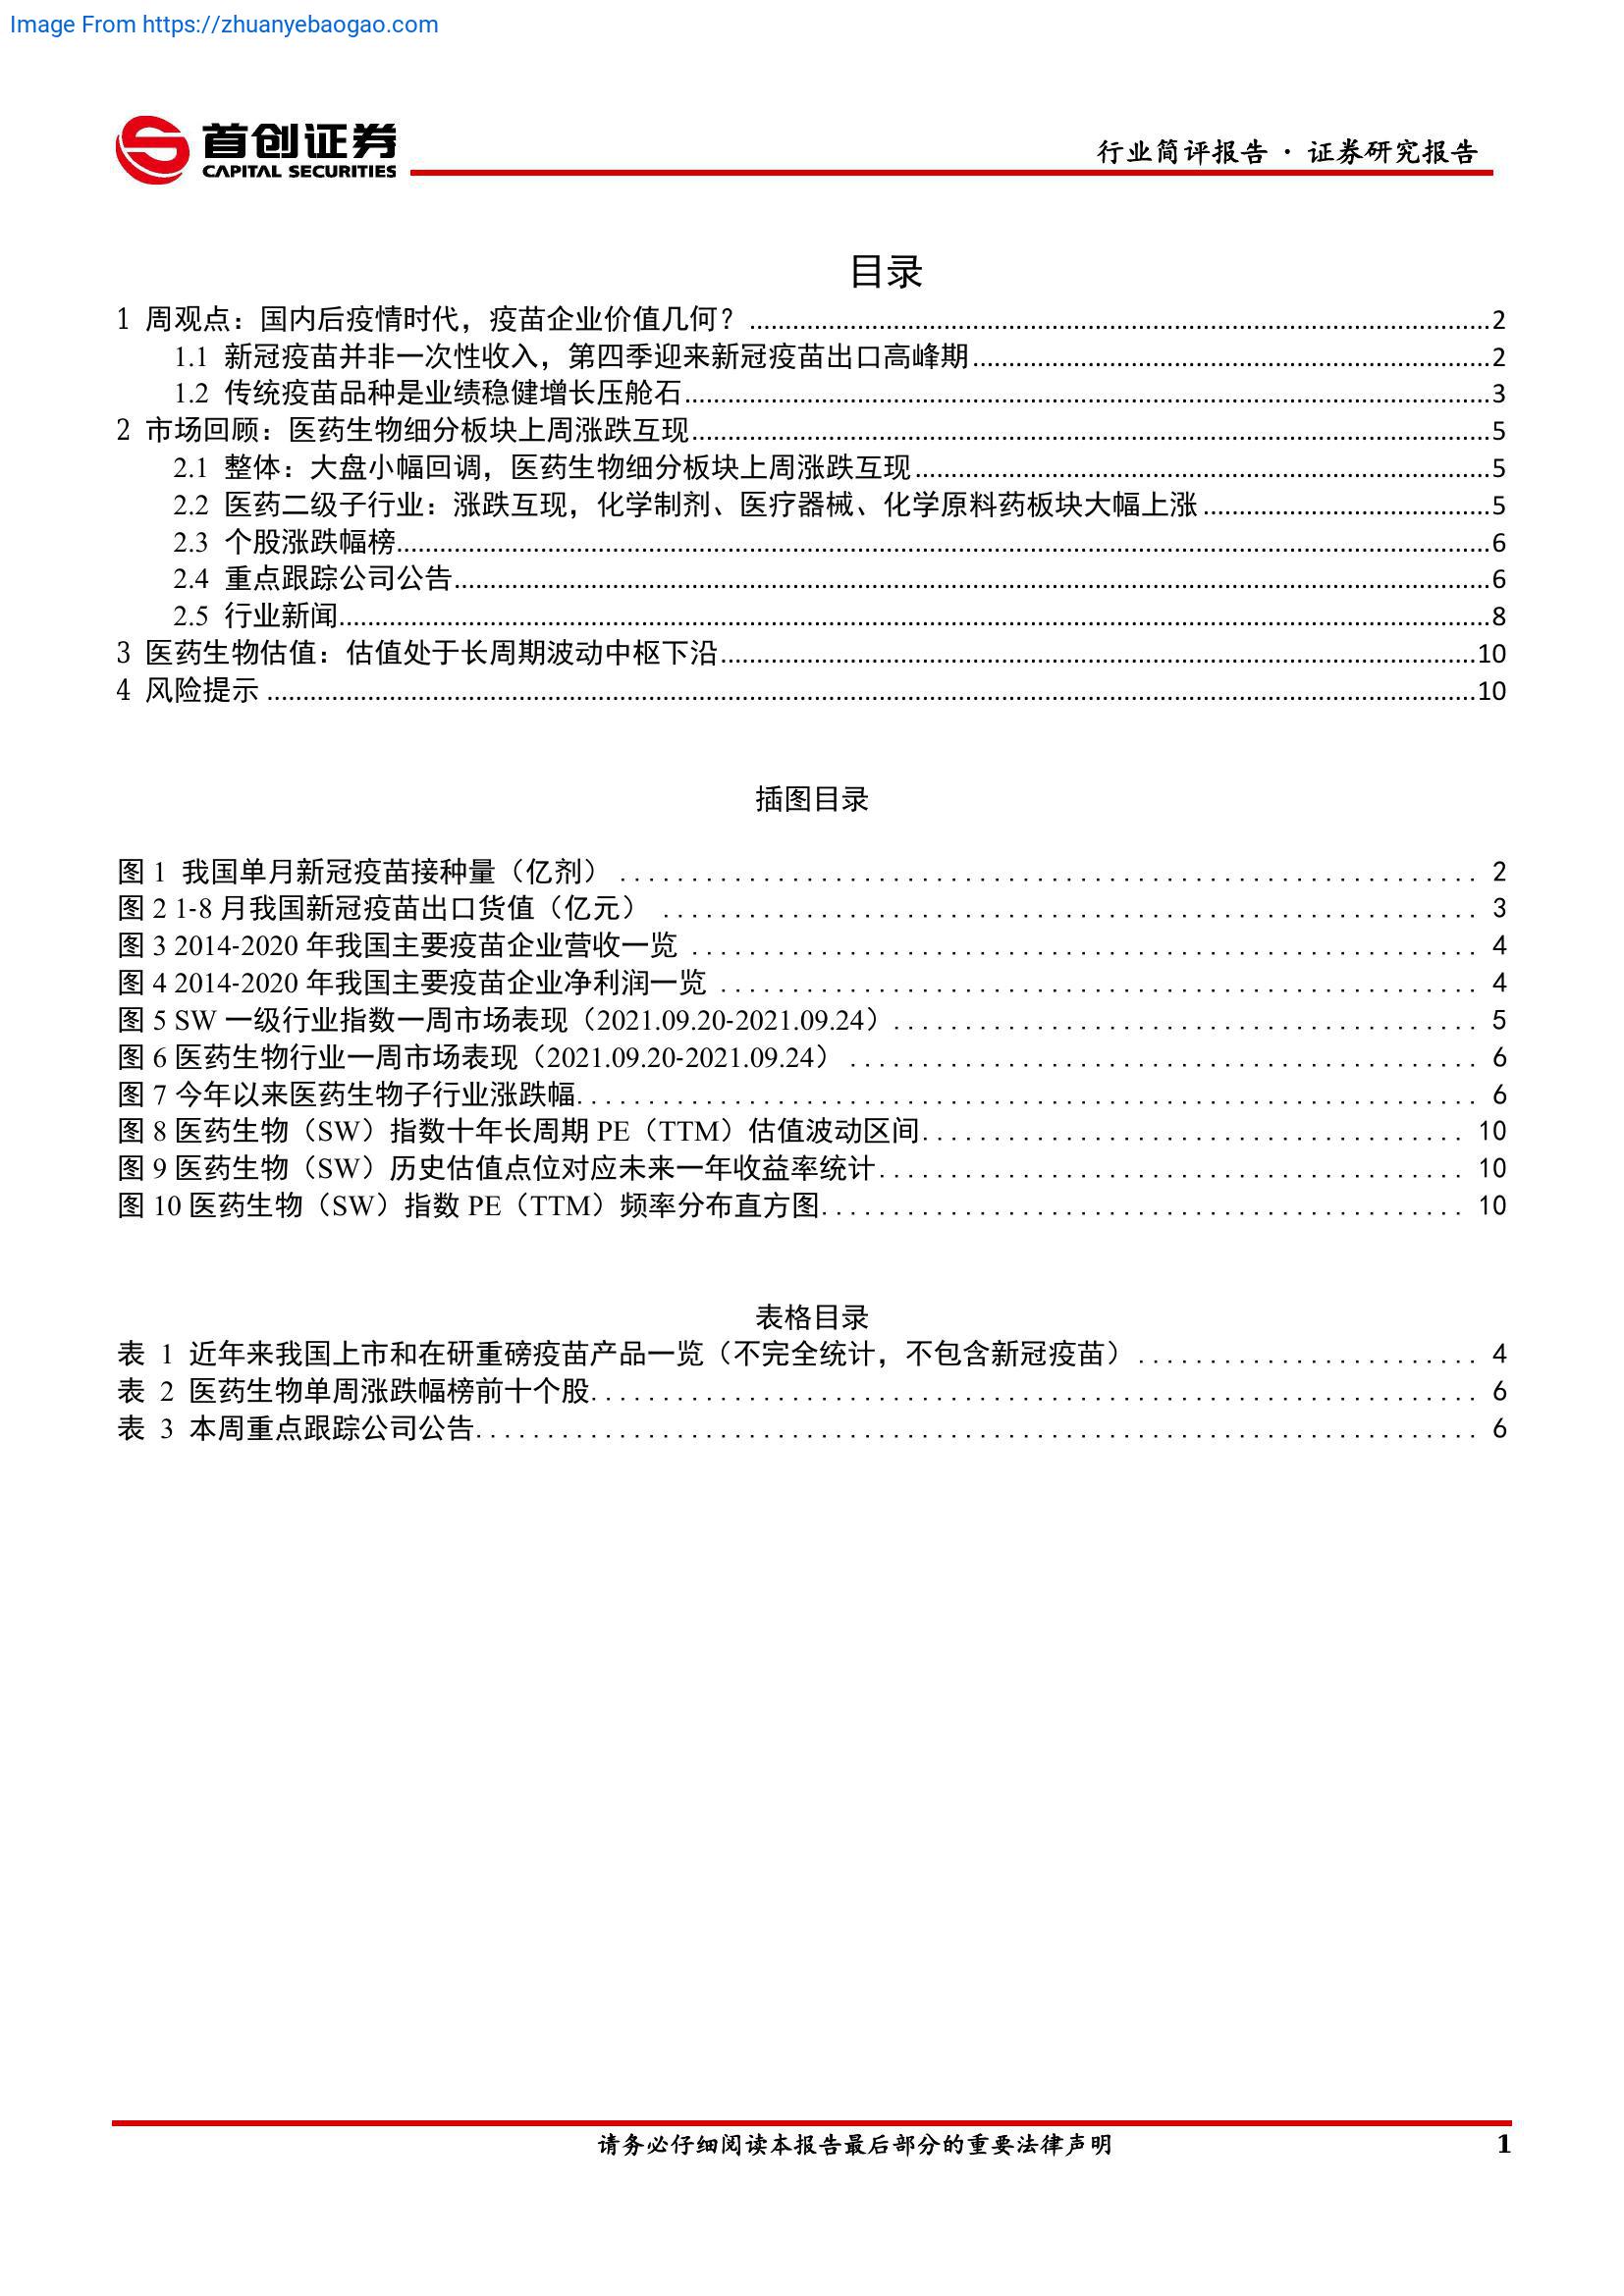 Image From https://zhuanyebaogao.com
首创证券
CAPITAL SECURITIES
行业简评报告 · 证券研究报告
目录
1 周观点：国内后疫情时代，疫苗企业价值几何？ 2
1.1 新冠疫苗并非一次性收入，第四季迎来新冠疫苗出口高峰期 2
1.2 传统疫苗品种是业绩稳健增长压舱石 3
2 市场回顾：医药生物细分板块上周涨跌互现 5
2.1 整体：大盘小幅回调，医药生物细分板块上周涨跌互现 5
2.2 医药二级子行业：涨跌互现，化学制剂、医疗器械、化学原料药板块大幅上涨 5
2.3 个股涨跌幅榜 6
2.4 重点跟踪公司公告 6
2.5 行业新闻 8
3 医药生物估值：估值处于长周期波动中枢下沿 10
4 风险提示 10
插图目录
图 1 我国单月新冠疫苗接种量（亿剂） 2
图 2 1-8 月我国新冠疫苗出口货值（亿元） 3
图 3 2014-2020 年我国主要疫苗企业营收一览 4
图 4 2014-2020 年我国主要疫苗企业净利润一览 4
图 5 SW 一级行业指数一周市场表现（2021.09.20-2021.09.24） 5
图 6 医药生物行业一周市场表现（2021.09.20-2021.09.24） 6
图 7 今年以来医药生物子行业涨跌幅 6
图 8 医药生物（SW）指数十年长周期 PE（TTM）估值波动区间 10
图 9 医药生物（SW）历史估值点位对应未来一年收益率统计 10
图 10 医药生物（SW）指数 PE（TTM）频率分布直方图 10
表格目录
表 1 近年来我国上市和在研重磅疫苗产品一览（不完全统计，不包含新冠疫苗） 4
表 2 医药生物单周涨跌幅榜前十个股 6
表 3 本周重点跟踪公司公告 6
请务必仔细阅读本报告最后部分的重要法律声明 1